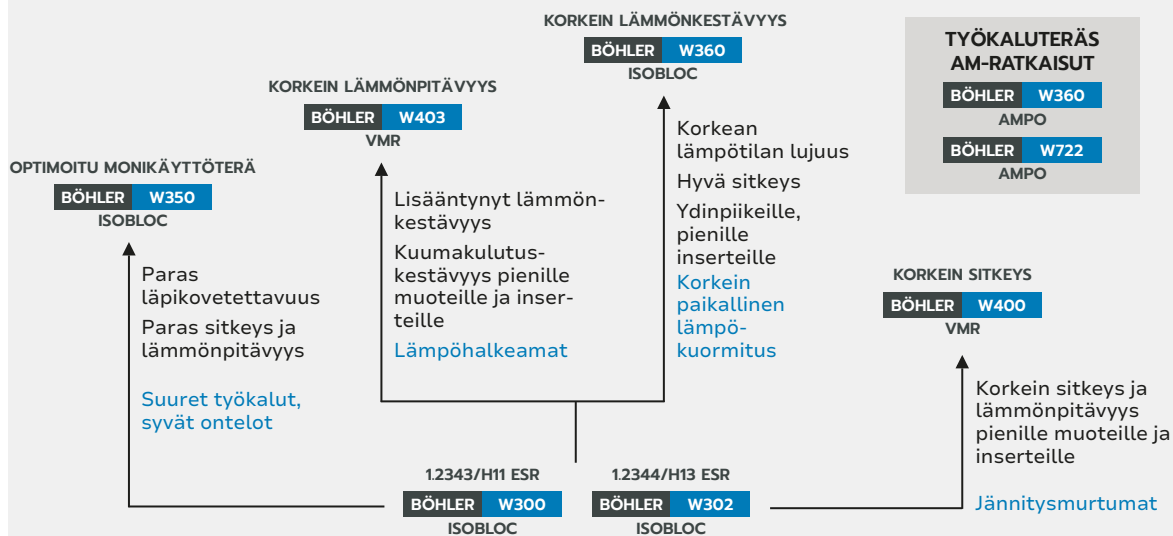 KORKEIN LÄMMÖNKESTÄVYYS
BÖHLER W360
ISOBLOC
TYÖKALUTERÄS
AM-RATKAISUT
BÖHLER W360
AMPO
BÖHLER W722
AMPO
KORKEIN LÄMMÖNPITÄVYYS
BÖHLER W403
VMR
OPTIMOITU MONIKÄYTTÖTERÄ
BÖHLER W350
ISOBLOC
Paras
läpikovetettavuus
Paras sitkeys ja
lämmönpitävyys
Suuret työkalut,
syvät ontelot
Lisääntynyt lämmön-
kestävyys
Kuumakulutus-
kestävyys pienille
muoteille ja inser-
teille
Lämpöhalkeamat
Korkean
lämpötilan lujuus
Hyvä sitkeys
Ydinpiikeille,
pienille
inserteille
Korkein
paikallinen
lämpö-
kuormitus
KORKEIN SITKEYS
BÖHLER W400
VMR
Korkein sitkeys ja
lämmönpitävyys
pienille muoteille ja
inserteille
Jännitysmurtumat
1.2343/H11 ESR
BÖHLER W300
ISOBLOC
1.2344/H13 ESR
BÖHLER W302
ISOBLOC